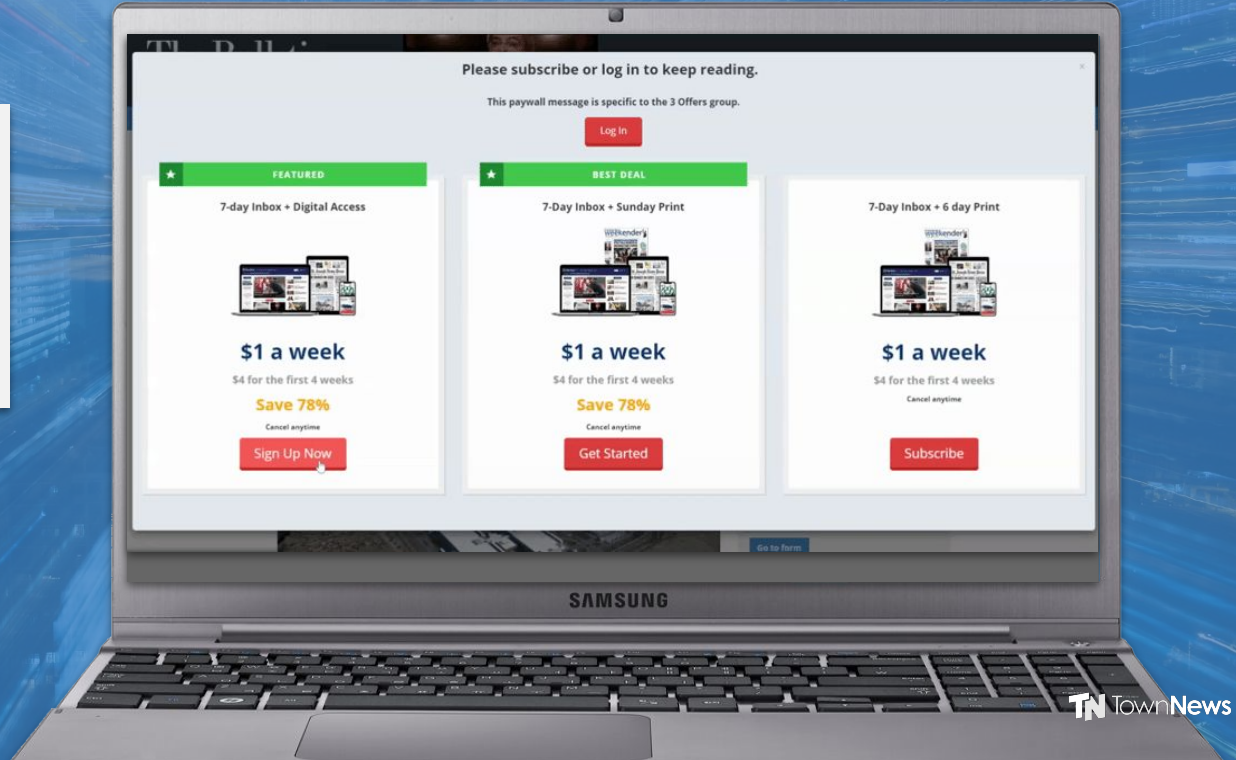 Please subscribe or log in to keep reading.
×
This paywall message is specific to the 3 Offers group.
Log In
FEATURED
7-day Inbox + Digital Access
$1 a week
$4 for the first 4 weeks
Save 78%
Cancel anytime
Sign Up Now
BEST DEAL
7-Day Inbox + Sunday Print
Weekender
$1 a week
$4 for the first 4 weeks
Save 78%
Cancel anytime
Get Started
7-Day Inbox + 6 day Print
Weekender
$1 a week
$4 for the first 4 weeks
Cancel anytime
Subscribe
Go to form
SAMSUNG
TN TownNews